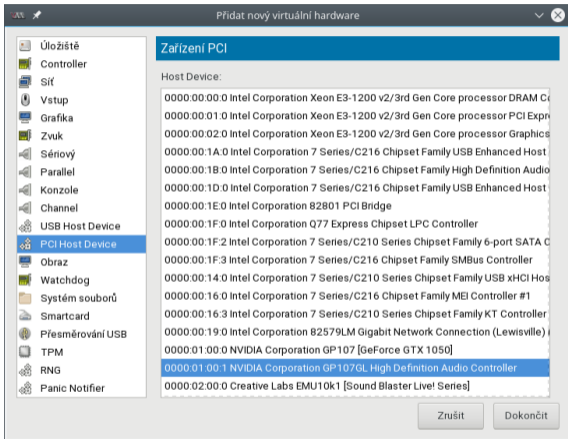 Přidat nový virtuální hardware
Úložiště
Controller
Síť
Vstup
Grafika
Zvuk
Sériový
Parallel
Konzole
Channel
USB Host Device
PCI Host Device
Obraz
Watchdog
Systém souborů
Smartcard
Přesměrování USB
TPM
RNG
Panic Notifier
Zařízení PCI
Host Device:
0000:00:00:0 Intel Corporation Xeon E3-1200 v2/3rd Gen Core processor DRAM Co
0000:00:01:0 Intel Corporation Xeon E3-1200 v2/3rd Gen Core processor PCI Expr
0000:00:02:0 Intel Corporation Xeon E3-1200 v2/3rd Gen Core processor Graphics
0000:00:1A:0 Intel Corporation 7 Series/C216 Chipset Family USB Enhanced Host
0000:00:1B:0 Intel Corporation 7 Series/C216 Chipset Family High Definition Audio
0000:00:1D:0 Intel Corporation 7 Series/C216 Chipset Family USB Enhanced Host
0000:00:1E:0 Intel Corporation 82801 PCI Bridge
0000:00:1F:0 Intel Corporation Q77 Express Chipset LPC Controller
0000:00:1F:2 Intel Corporation 7 Series/C210 Series Chipset Family 6-port SATA C
0000:00:1F:3 Intel Corporation 7 Series/C216 Chipset Family SMBus Controller
0000:00:14:0 Intel Corporation 7 Series/C210 Series Chipset Family USB xHCI Hos
0000:00:16:0 Intel Corporation 7 Series/C216 Chipset Family MEI Controller #1
0000:00:16:3 Intel Corporation 7 Series/C210 Series Chipset Family KT Controller
0000:00:19:0 Intel Corporation 82579LM Gigabit Network Connection (Lewisville) (
0000:01:00:0 NVIDIA Corporation GP107 [GeForce GTX 1050]
0000:01:00:1 NVIDIA Corporation GP107GL High Definition Audio Controller
0000:02:00:0 Creative Labs EMU10k1 [Sound Blaster Live! Series]
Zrušit
Dokončit